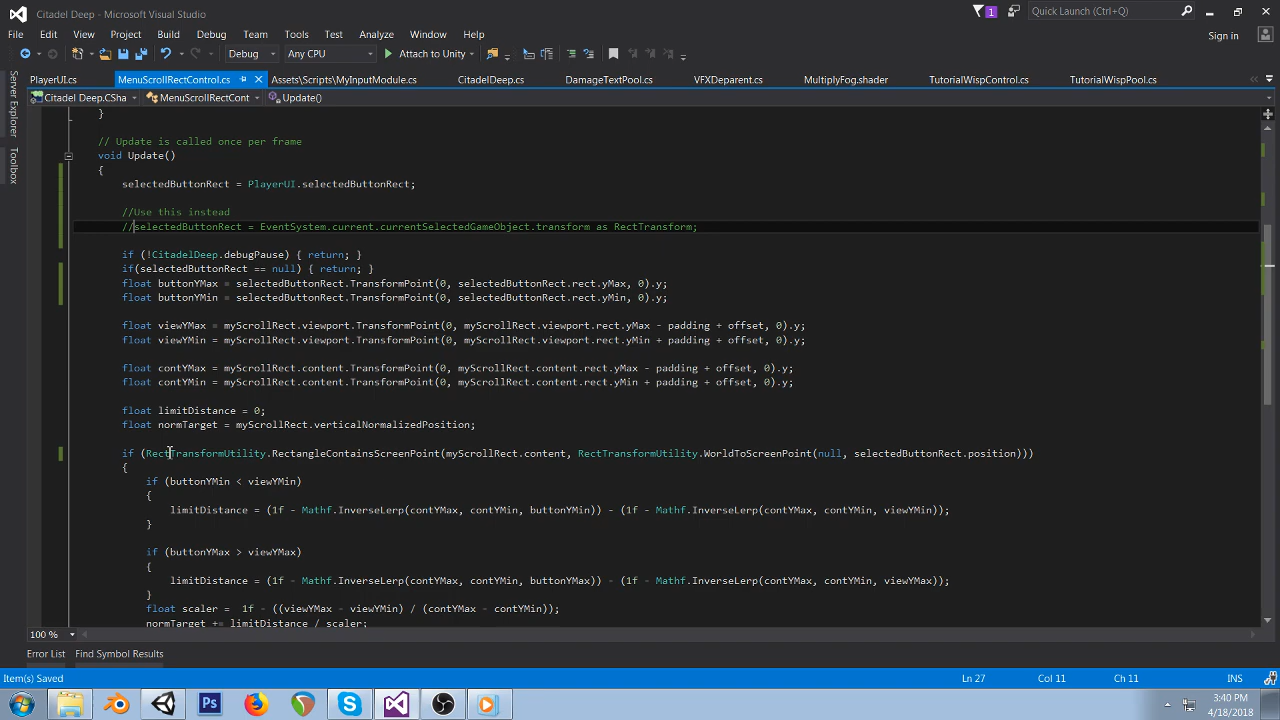 Citadel Deep - Microsoft Visual Studio
1
Quick Launch (Ctrl+Q)
File Edit View Project Build Debug Team Tools Test Analyze Window Help
Sign in
Debug Any CPU Attach to Unity
PlayerUI.cs MenuScrollRectControl.cs Assets\Scripts\MyInputModule.cs CitadelDeep.cs DamageTextPool.cs VFXDeparent.cs MultiplyFog.shader TutorialWispControl.cs TutorialWispPool.cs
Server Explorer
Toolbox
Citadel Deep.CSha MenuScrollRectCont Update()
}
// Update is called once per frame
void Update()
{
selectedButtonRect = PlayerUI.selectedButtonRect;
//Use this instead
//selectedButtonRect = EventSystem.current.currentSelectedGameObject.transform as RectTransform;
if (!CitadelDeep.debugPause) { return; }
if(selectedButtonRect == null) { return; }
float buttonYMax = selectedButtonRect.TransformPoint(0, selectedButtonRect.rect.yMax, 0).y;
float buttonYMin = selectedButtonRect.TransformPoint(0, selectedButtonRect.rect.yMin, 0).y;
float viewYMax = myScrollRect.viewport.TransformPoint(0, myScrollRect.viewport.rect.yMax - padding + offset, 0).y;
float viewYMin = myScrollRect.viewport.TransformPoint(0, myScrollRect.viewport.rect.yMin + padding + offset, 0).y;
float contYMax = myScrollRect.content.TransformPoint(0, myScrollRect.content.rect.yMax - padding + offset, 0).y;
float contYMin = myScrollRect.content.TransformPoint(0, myScrollRect.content.rect.yMin + padding + offset, 0).y;
float limitDistance = 0;
float normTarget = myScrollRect.verticalNormalizedPosition;
if (RectTransformUtility.RectangleContainsScreenPoint(myScrollRect.content, RectTransformUtility.WorldToScreenPoint(null, selectedButtonRect.position)))
{
if (buttonYMin < viewYMin)
{
limitDistance = (1f - Mathf.InverseLerp(contYMax, contYMin, buttonYMin)) - (1f - Mathf.InverseLerp(contYMax, contYMin, viewYMin));
}
if (buttonYMax > viewYMax)
{
limitDistance = (1f - Mathf.InverseLerp(contYMax, contYMin, buttonYMax)) - (1f - Mathf.InverseLerp(contYMax, contYMin, viewYMax));
}
float scaler = 1f - ((viewYMax - viewYMin) / (contYMax - contYMin));
normTarget += limitDistance / scaler;
100 %
Error List Find Symbol Results
Item(s) Saved Ln 27 Col 11 Ch 11 INS
Ps
3:40 PM
4/18/2018